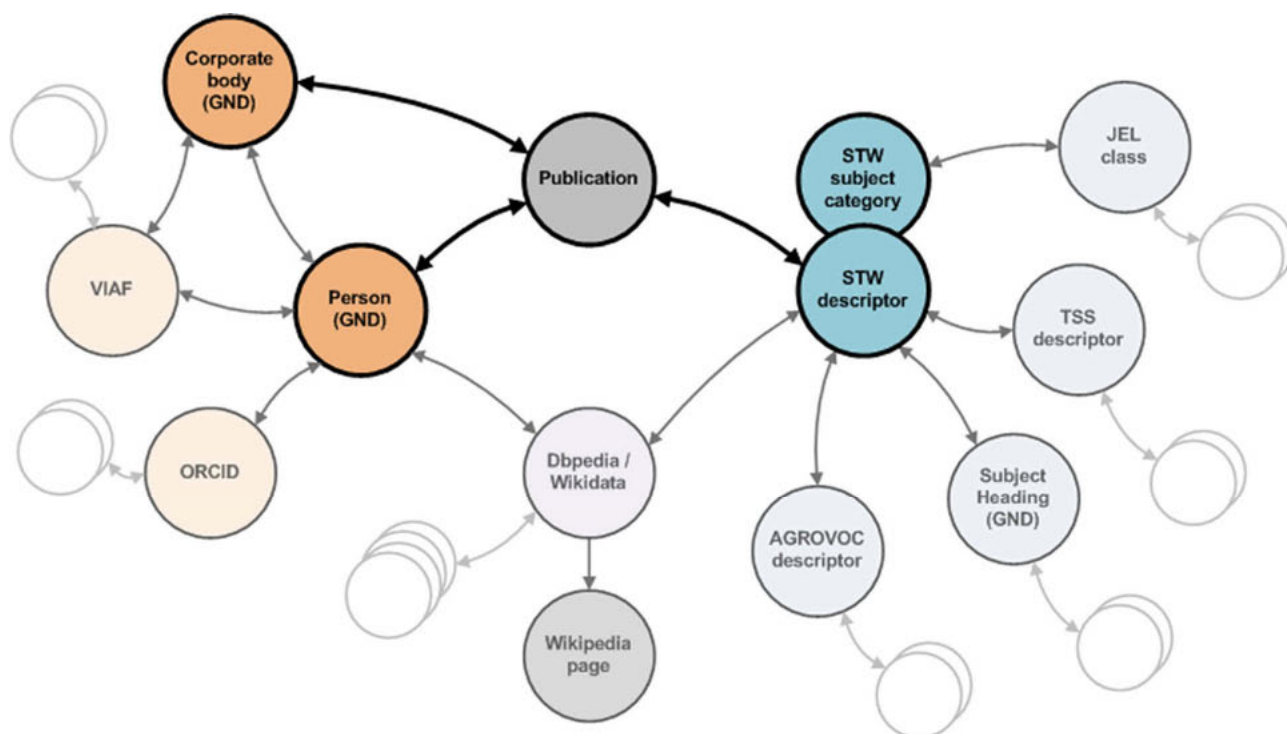 Corporate
body
(GND)
Publication
STW
subject
category
JEL
class
VIAF
Person
(GND)
STW
descriptor
TSS
descriptor
ORCID
Dbpedia /
Wikidata
Subject
Heading
(GND)
AGROVOC
descriptor
Wikipedia
page